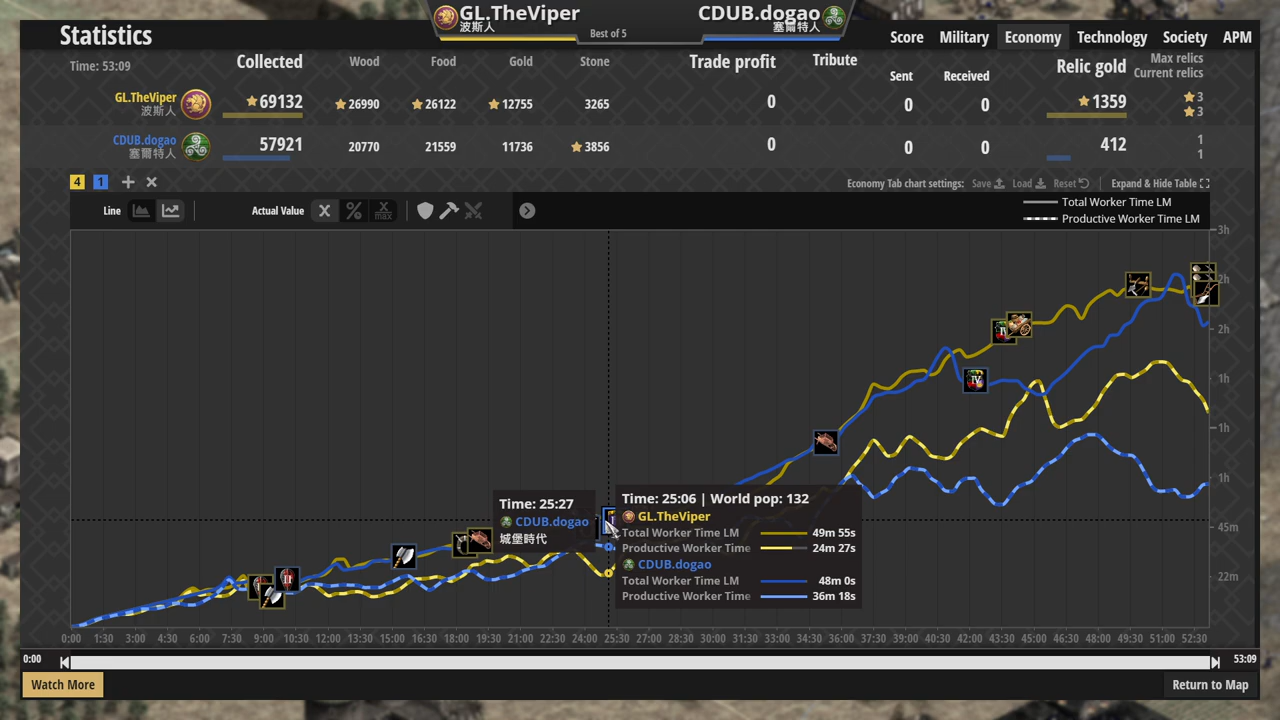 GL.TheViper
波斯人
Best of 5
CDUB.dogao
塞爾特人
Statistics
Score Military Economy Technology Society APM
Time: 53:09
Collected Wood Food Gold Stone Trade profit Tribute Sent Received Relic gold Max relics
Current relics
GL.TheViper
波斯人
69132 26990 26122 12755 3265 0 0 0 1359 3
3
CDUB.dogao
塞爾特人
57921 20770 21559 11736 3856 0 0 0 412 1
1
4 1
Economy Tab chart settings: Save Load Reset Expand & Hide Table
Line Actual Value X % X
max
Total Worker Time LM
Productive Worker Time LM
3h
2h
2h
1h
1h
1h
45m
22m
Time: 25:27
CDUB.dogao
城堡時代
Time: 25:06 | World pop: 132
GL.TheViper
Total Worker Time LM 49m 55s
Productive Worker Time 24m 27s
CDUB.dogao
Total Worker Time LM 48m 0s
Productive Worker Time 36m 18s
0:00 1:30 3:00 4:30 6:00 7:30 9:00 10:30 12:00 13:30 15:00 16:30 18:00 19:30 21:00 22:30 24:00 25:30 27:00 28:30 30:00 31:30 33:00 34:30 36:00 37:30 39:00 40:30 42:00 43:30 45:00 46:30 48:00 49:30 51:00 52:30
0:00 53:09
Watch More Return to Map